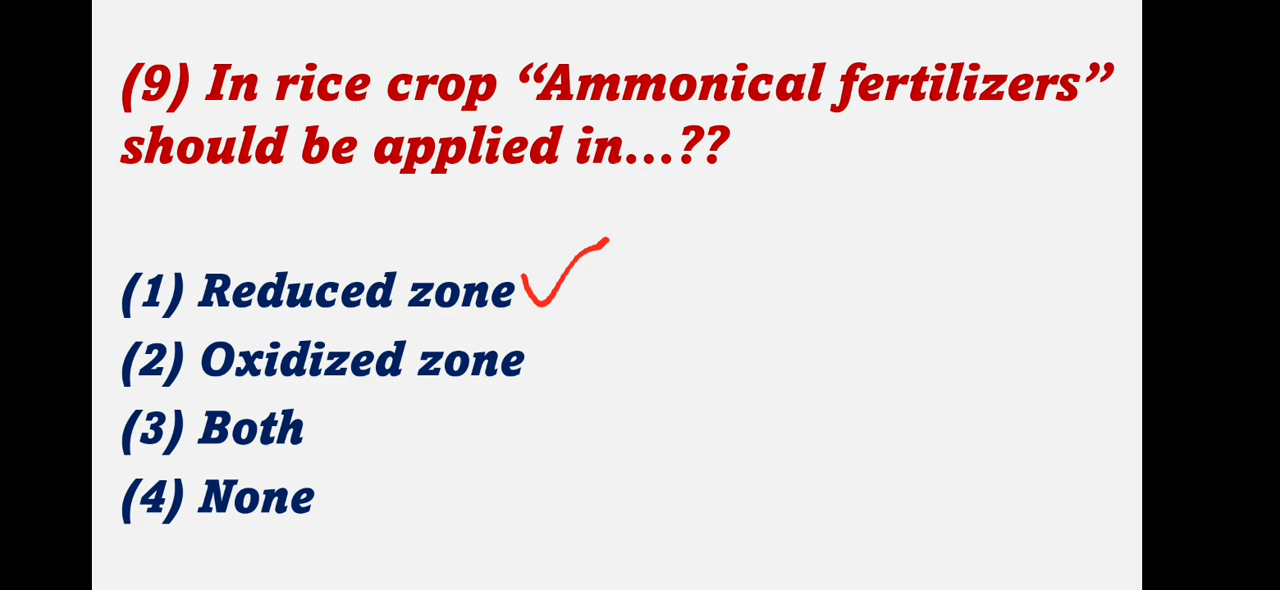 (9) In rice crop “Ammonical fertilizers”
should be applied in...??
(1) Reduced zone
(2) Oxidized zone
(3) Both
(4) None